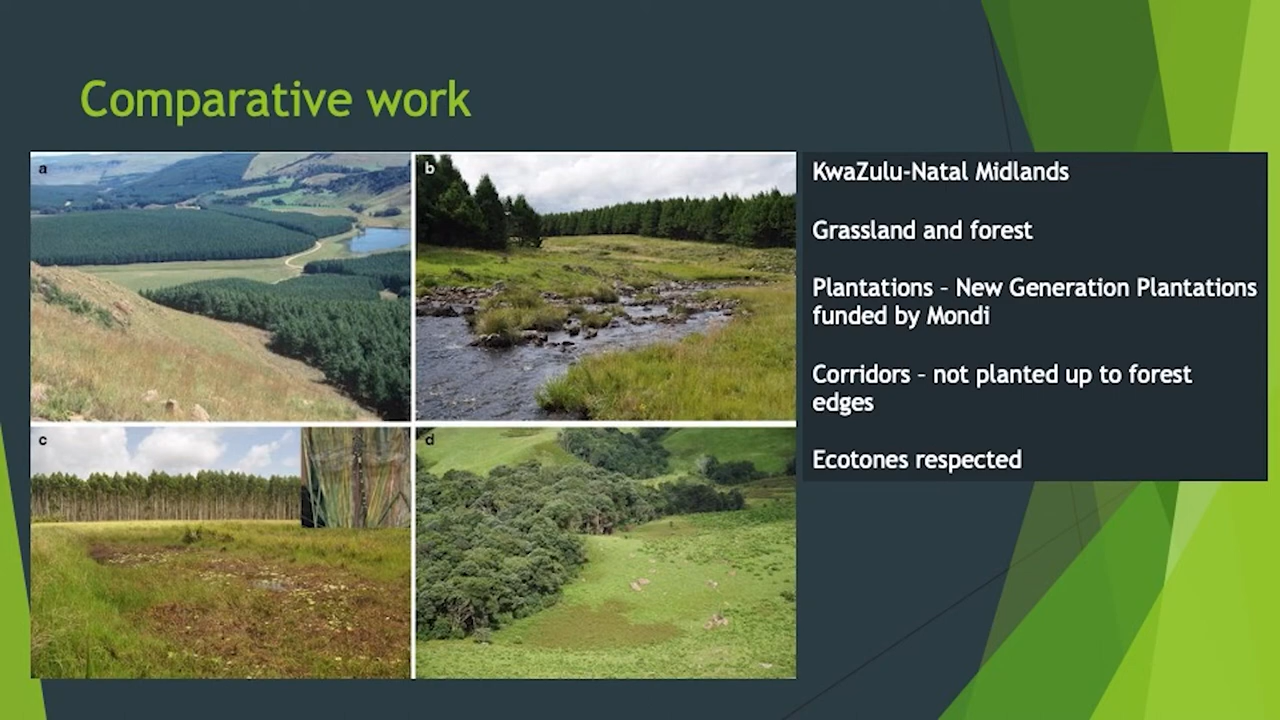 Comparative work
a
b
c
d
KwaZulu-Natal Midlands
Grassland and forest
Plantations – New Generation Plantations
funded by Mondi
Corridors – not planted up to forest
edges
Ecotones respected